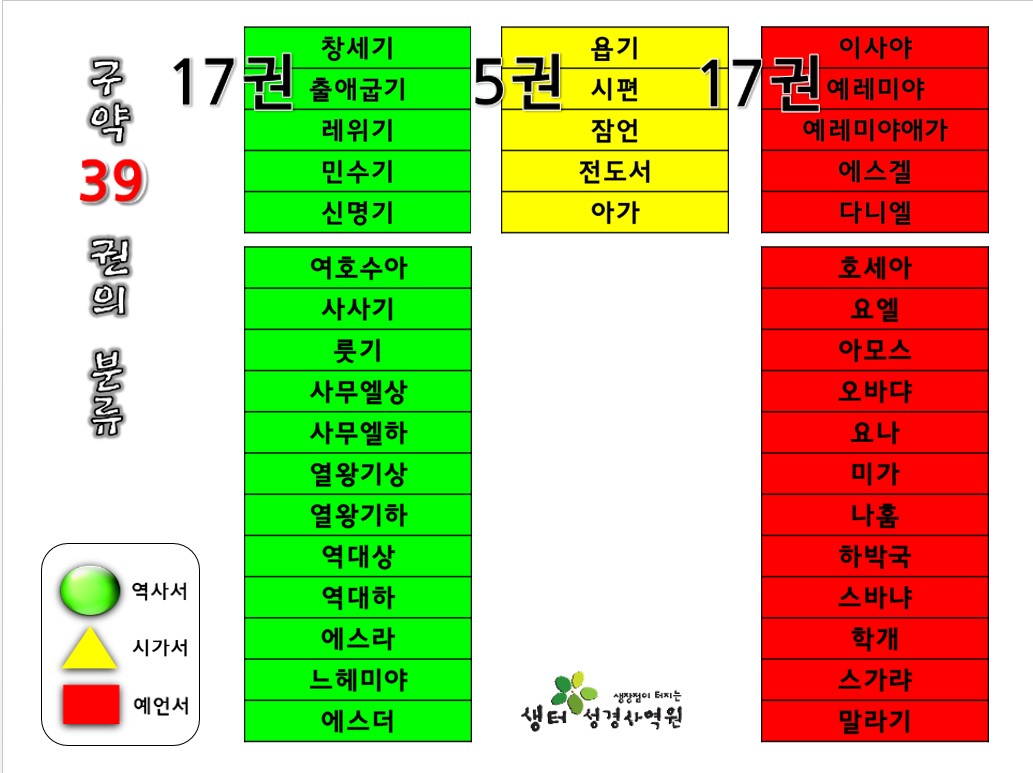 구약
39
권의
분류
17권
창세기
출애굽기
레위기
민수기
신명기
여호수아
사사기
룻기
사무엘상
사무엘하
열왕기상
열왕기하
역대상
역대하
에스라
느헤미야
에스더
5권
욥기
시편
잠언
전도서
아가
17권
이사야
예레미야
예레미야애가
에스겔
다니엘
호세아
요엘
아모스
오바댜
요나
미가
나훔
하박국
스바냐
학개
스가랴
말라기
역사서
시가서
예언서
생장점이 터지는
생터 성경사역원